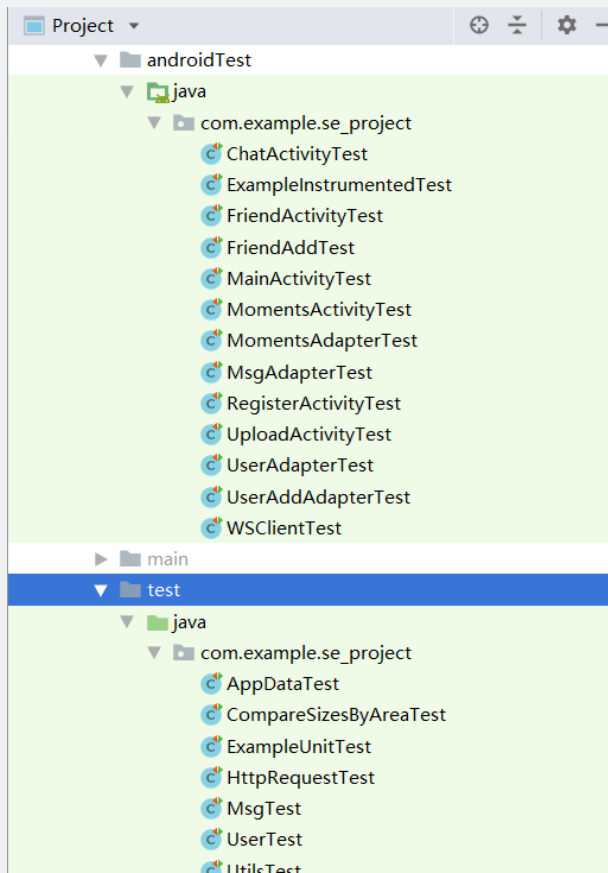 Project
androidTest
java
com.example.se_project
ChatActivityTest
ExampleInstrumentedTest
FriendActivityTest
FriendAddTest
MainActivityTest
MomentsActivityTest
MomentsAdapterTest
MsgAdapterTest
RegisterActivityTest
UploadActivityTest
UserAdapterTest
UserAddAdapterTest
WSClientTest
main
test
java
com.example.se_project
AppDataTest
CompareSizesByAreaTest
ExampleUnitTest
HttpRequestTest
MsgTest
UserTest
UtilsTest